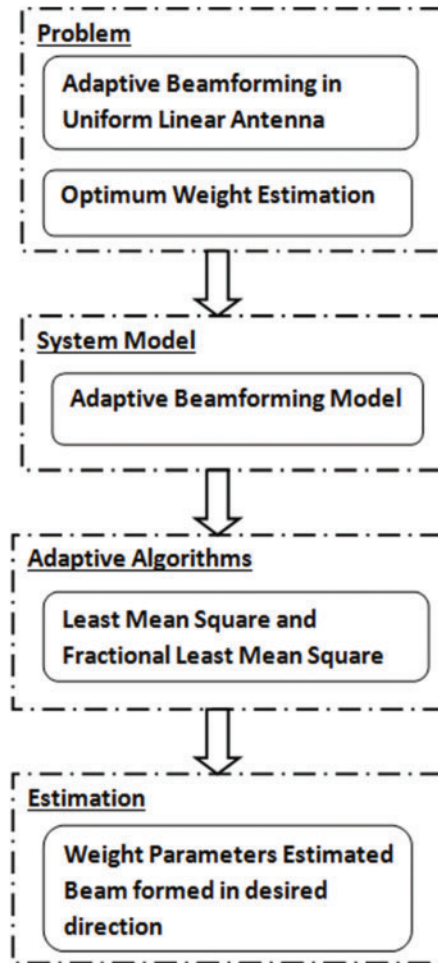 Problem
Adaptive Beamforming in
Uniform Linear Antenna
Optimum Weight Estimation
System Model
Adaptive Beamforming Model
Adaptive Algorithms
Least Mean Square and
Fractional Least Mean Square
Estimation
Weight Parameters Estimated
Beam formed in desired
direction